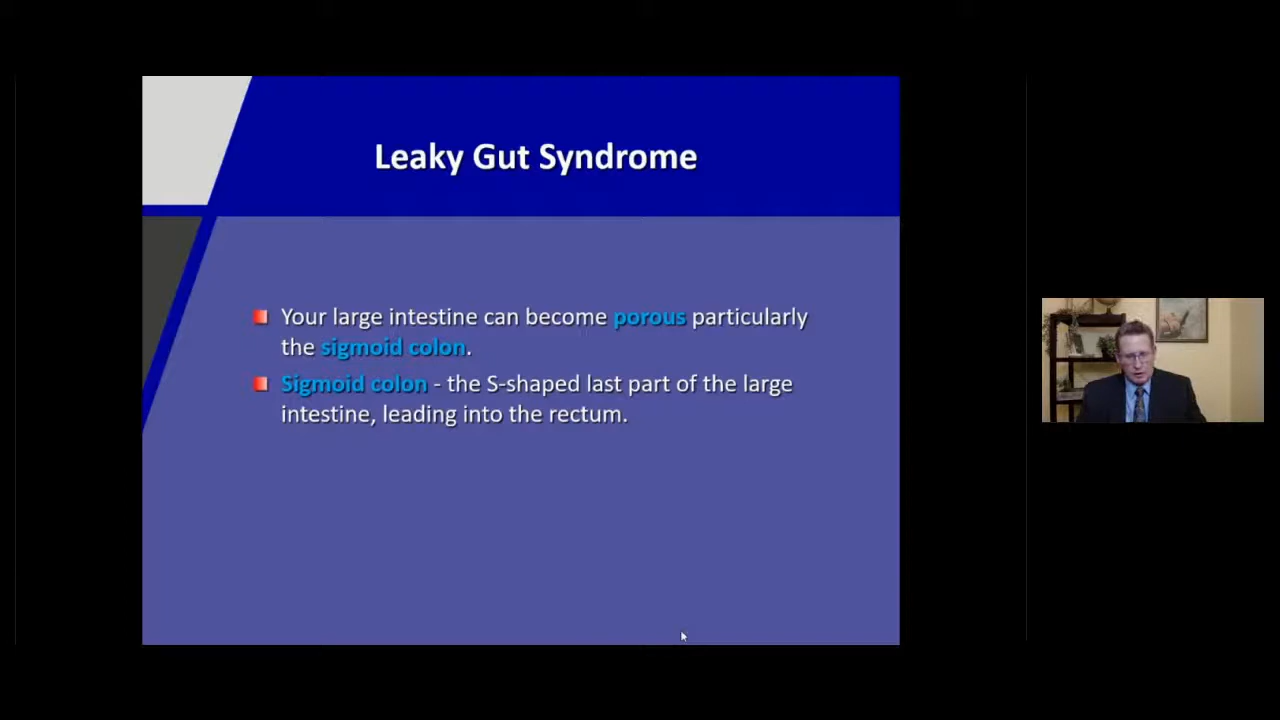 Leaky Gut Syndrome
Your large intestine can become porous particularly
the sigmoid colon.
Sigmoid colon - the S-shaped last part of the large
intestine, leading into the rectum.